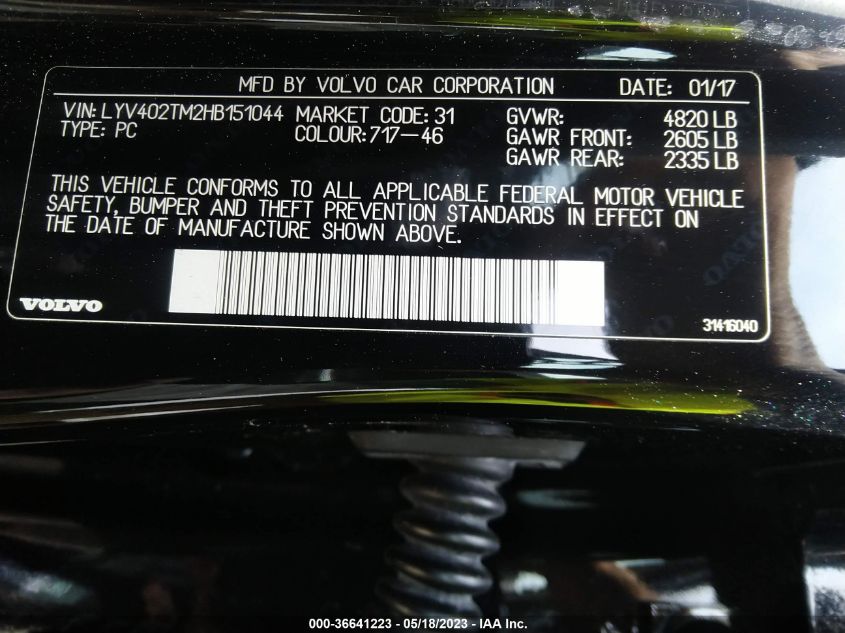 MFD BY VOLVO CAR CORPORATION DATE: 01/17
VIN: LYV402TM2HB151044 MARKET CODE: 31 GVWR: 4820 LB
TYPE: PC COLOUR: 717-46 GAWR FRONT: 2605 LB
GAWR REAR: 2335 LB
THIS VEHICLE CONFORMS TO ALL APPLICABLE FEDERAL MOTOR VEHICLE
SAFETY, BUMPER AND THEFT PREVENTION STANDARDS IN EFFECT ON
THE DATE OF MANUFACTURE SHOWN ABOVE.
VOLVO
31416040
000-36641223 - 05/18/2023 - IAA Inc.